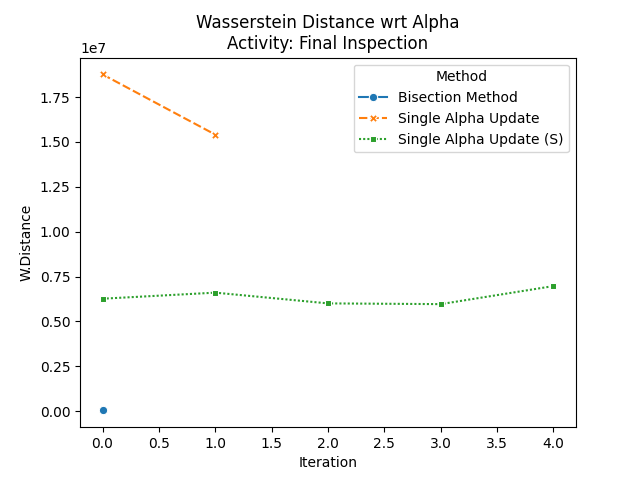 Wasserstein Distance wrt Alpha
Activity: Final Inspection
1e7
Method
Bisection Method
Single Alpha Update
Single Alpha Update (S)
W.Distance
1.75
1.50
1.25
1.00
0.75
0.50
0.25
0.00
0.0 0.5 1.0 1.5 2.0 2.5 3.0 3.5 4.0
Iteration